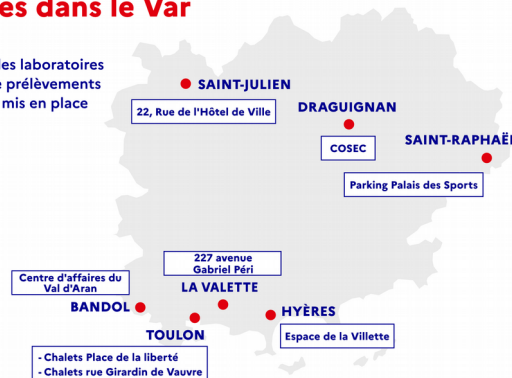 es dans le Var
des laboratoires
prélèvements
mis en place
SAINT-JULIEN
22, Rue de l'Hôtel de Ville
DRAGUIGNAN
COSEC
SAINT-RAPHAËL
Parking Palais des Sports
227 avenue
Gabriel Péri
LA VALETTE
Centre d'affaires du
Val d'Aran
BANDOL
HYÈRES
TOULON
Espace de la Villette
- Chalets Place de la liberté
- Chalets rue Girardin de Vauvre